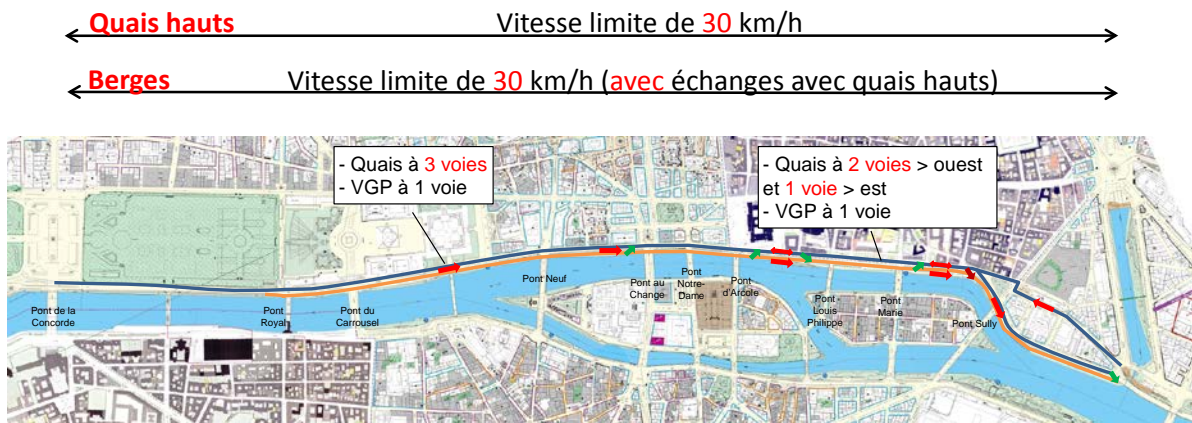 Quais hauts Vitesse limite de 30 km/h
Berges Vitesse limite de 30 km/h (avec échanges avec quais hauts)
- Quais à 3 voies
- VGP à 1 voie
- Quais à 2 voies > ouest
et 1 voie > est
- VGP à 1 voie
Pont de la
Concorde
Pont
Royal
Pont du
Carrousel
Pont Neuf
Pont au
Change
Pont
Notre-
Dame
Pont
d'Arcole
Pont
Louis
Philippe
Pont
Marie
Pont Sully